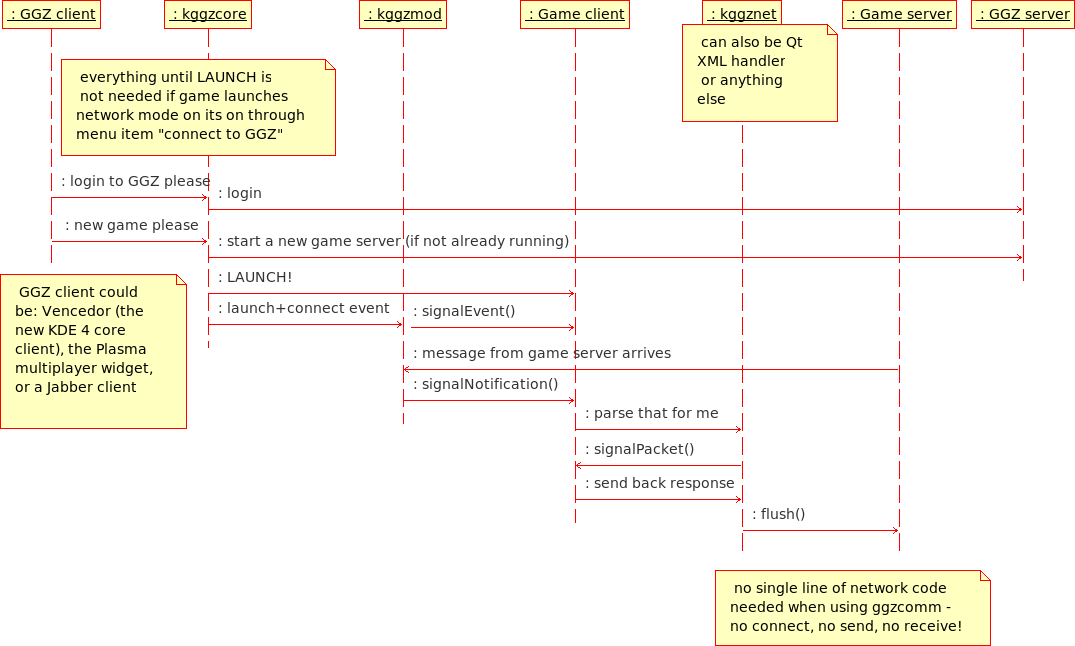 : GGZ client
: kggzcore
: kggzmod
: Game client
: kggznet
: Game server
: GGZ server
can also be Qt
XML handler
or anything
else
everything until LAUNCH is
not needed if game launches
network mode on its on through
menu item "connect to GGZ"
: login to GGZ please
: login
: new game please
: start a new game server (if not already running)
: LAUNCH!
GGZ client could
be: Vencedor (the
new KDE 4 core
client), the Plasma
multiplayer widget,
or a Jabber client
: launch+connect event
: signalEvent()
: message from game server arrives
: signalNotification()
: parse that for me
: signalPacket()
: send back response
: flush()
no single line of network code
needed when using ggzcomm -
no connect, no send, no receive!